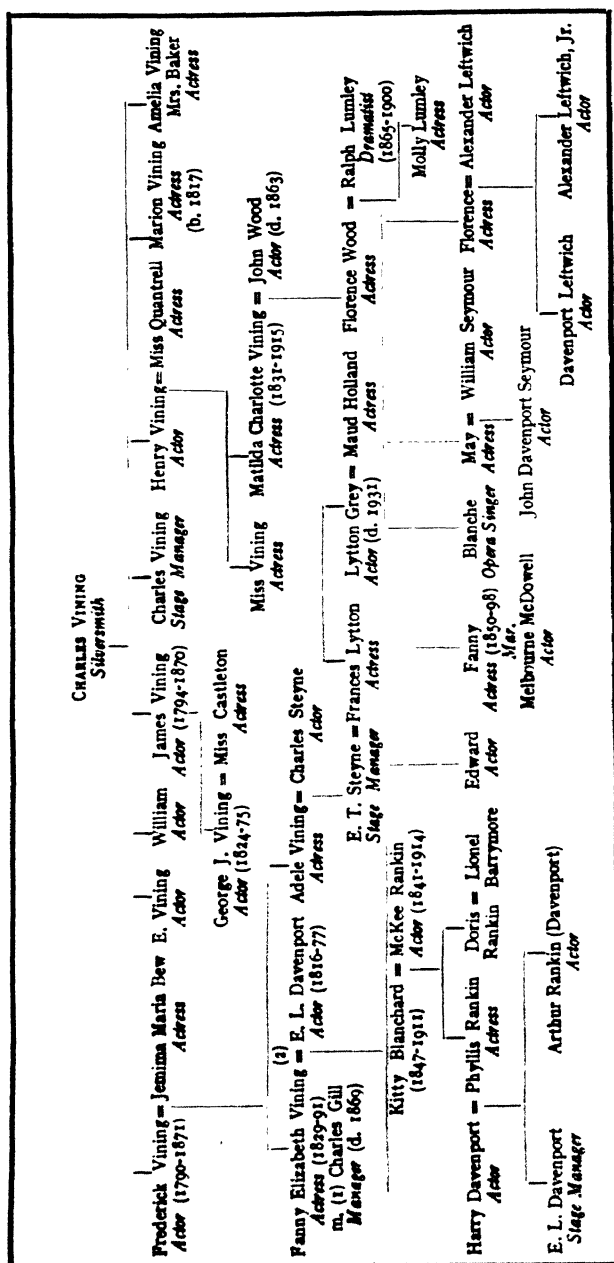 CHARLES VINING
Silversmith
Frederick Vining = Jemima Maria Bew E. Vining William James Vining Charles Vining Henry Vining = Miss Quantrell Marion Vining Amelia Vining
Actor (1790-1871) Actress Actor Actor Actor (1794-1870) Stage Manager Actor Actress Actress Mrs. Baker
(b. 1817) Actress
George J. Vining = Miss Castleton
Actor (1824-75) Actress
Miss Vining Matilda Charlotte Vining = John Wood
Actress Actress (1831-1915) Actor (d. 1863)
(2)
Fanny Elizabeth Vining = E. L. Davenport Adele Vining = Charles Steyne
Actress (1829-91) Actor (1816-77) Actress Actor
m. (1) Charles Gill
Manager (d. 1869)
E. T. Steyne = Frances Lytton Lytton Grey = Maud Holland Florence Wood = Ralph Lumley
Stage Manager Actress Actor (d. 1931) Actress Actress Dramatist
(1865-1900)
Molly Lumley
Actress
Kitty Blanchard = McKee Rankin
(1847-1911) Actor (1841-1914)
Harry Davenport = Phyllis Rankin Doris = Lionel Edward Fanny Blanche May = William Seymour Florence = Alexander Leftwich
Actor Actress Rankin Barrymore Actor Actress (1850-98) Opera Singer Actress Actor Actress Actor
Mar.
Melbourne McDowell John Davenport Seymour
Actor Actor
E. L. Davenport Arthur Rankin (Davenport) Davenport Leftwich Alexander Leftwich, Jr.
Stage Manager Actor Actor Actor